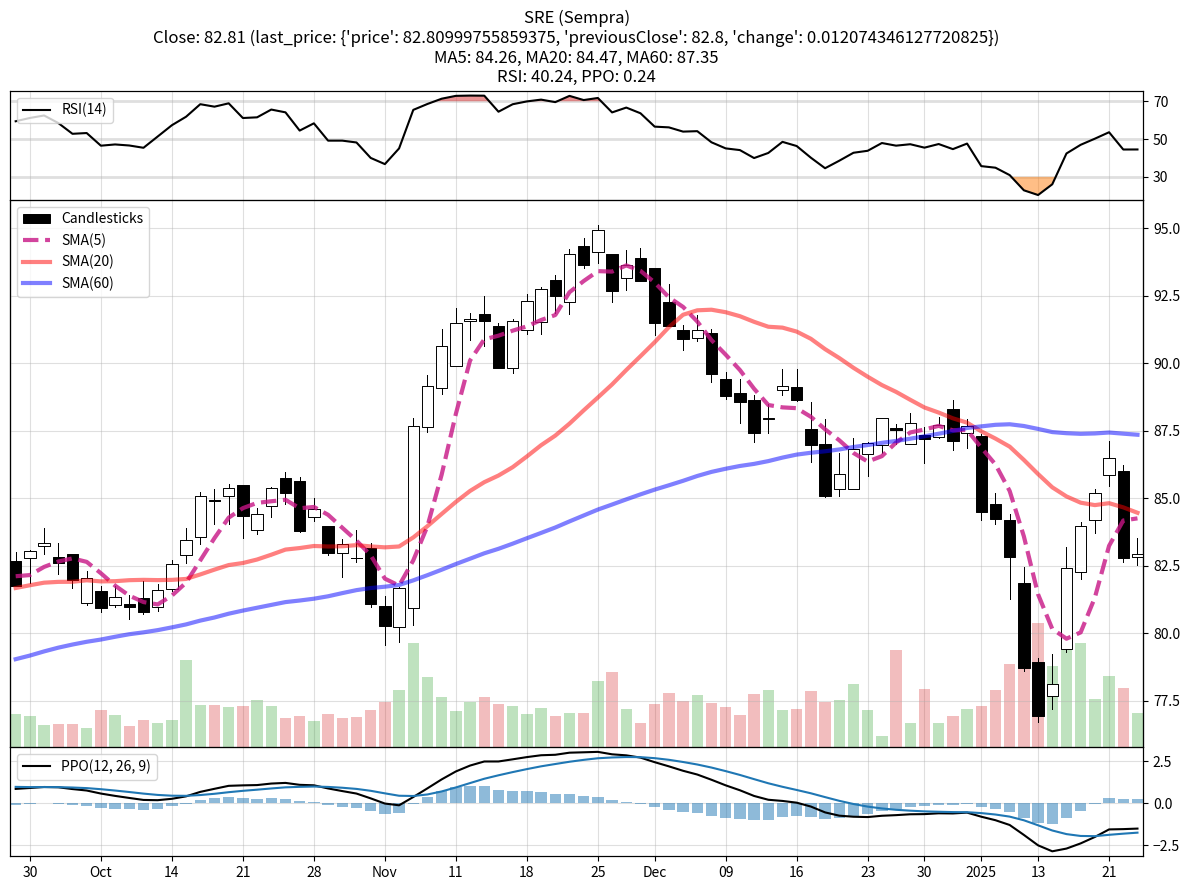 SRE (Sempra)
Close: 82.81 (last_price: {'price': 82.80999755859375, 'previousClose': 82.8, 'change': 0.012074346127720825})
MA5: 84.26, MA20: 84.47, MA60: 87.35
RSI: 40.24, PPO: 0.24
RSI(14)
70
50
30
Candlesticks
SMA(5)
SMA(20)
SMA(60)
95.0
92.5
90.0
87.5
85.0
82.5
80.0
77.5
PPO(12, 26, 9)
2.5
0.0
−2.5
30 Oct 14 21 28 Nov 11 18 25 Dec 09 16 23 30 2025 13 21